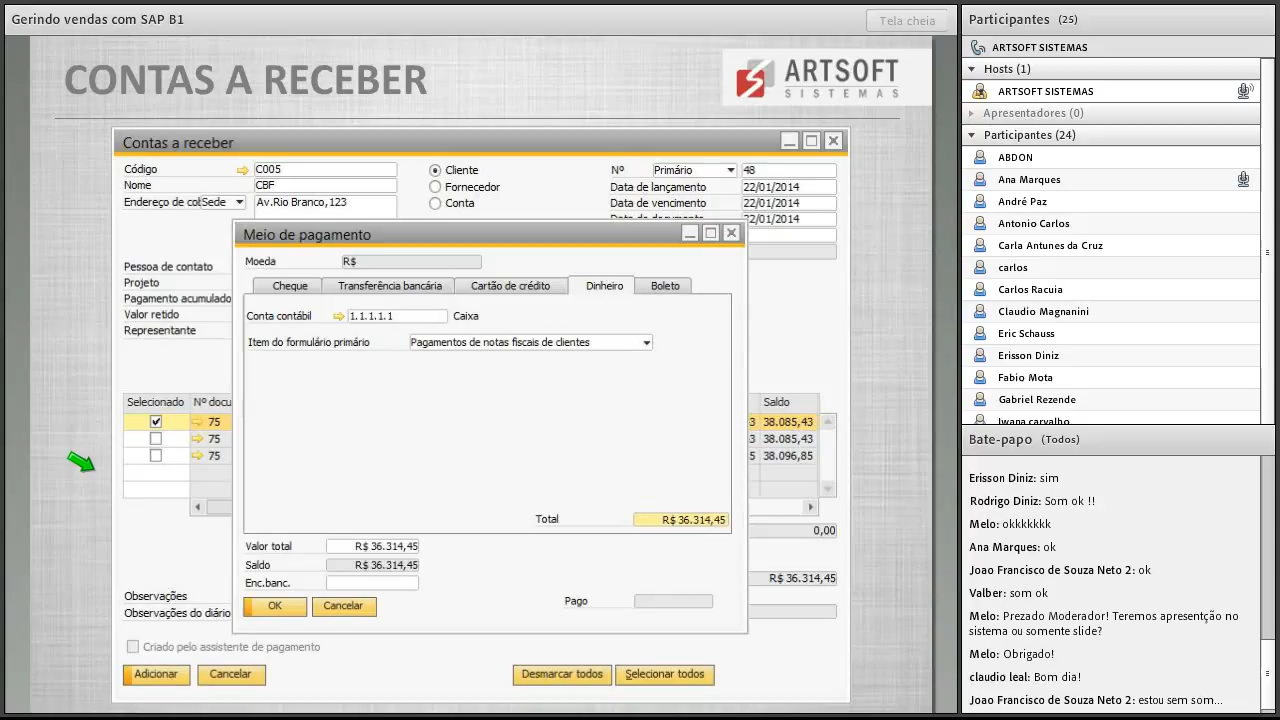 Gerindo vendas com SAP B1
Tela cheia
CONTAS A RECEBER
ARTSOFT
SISTEMAS
Contas a receber
Código C005
Nome CBF
Endereço de col Sede Av.Rio Branco,123
Cliente
Fornecedor
Conta
Nº Primário 48
Data de lançamento 22/01/2014
Data de vencimento 22/01/2014
Data do documento 22/01/2014
Pessoa de contato
Projeto
Pagamento acumulado
Valor retido
Representante
Meio de pagamento
Moeda R$
Cheque Transferência bancária Cartão de crédito Dinheiro Boleto
Conta contábil 1.1.1.1.1 Caixa
Item do formulário primário Pagamentos de notas fiscais de clientes
Total R$ 36.314,45
Valor total R$ 36.314,45
Saldo R$ 36.314,45
Enc.banc.
Pago
OK Cancelar
Selecionado Nº docu Saldo
75 3 38.085,43
75 3 38.085,43
75 5 38.096,85
0,00
R$ 36.314,45
Observações
Observações do diário
Criado pelo assistente de pagamento
Adicionar Cancelar Desmarcar todos Selecionar todos
Participantes (25)
ARTSOFT SISTEMAS
Hosts (1)
ARTSOFT SISTEMAS
Apresentadores (0)
Participantes (24)
ABDON
Ana Marques
André Paz
Antonio Carlos
Carla Antunes da Cruz
carlos
Carlos Racuia
Claudio Magnanini
Eric Schauss
Erisson Diniz
Fabio Mota
Gabriel Rezende
Iwana carvalho
Bate-papo (Todos)
Erisson Diniz: sim
Rodrigo Diniz: Som ok !!
Melo: okkkkkkk
Ana Marques: ok
Joao Francisco de Souza Neto 2: ok
Valber: som ok
Melo: Prezado Moderador! Teremos apresentção no
sistema ou somente slide?
Melo: Obrigado!
claudio leal: Bom dia!
Joao Francisco de Souza Neto 2: estou sem som...